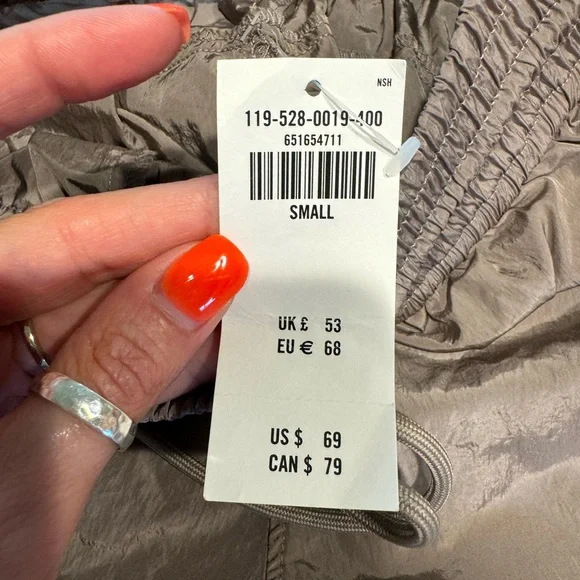 NSH
119-528-0019-400
651654711
SMALL
UK £ 53
EU € 68
US $ 69
CAN $ 79